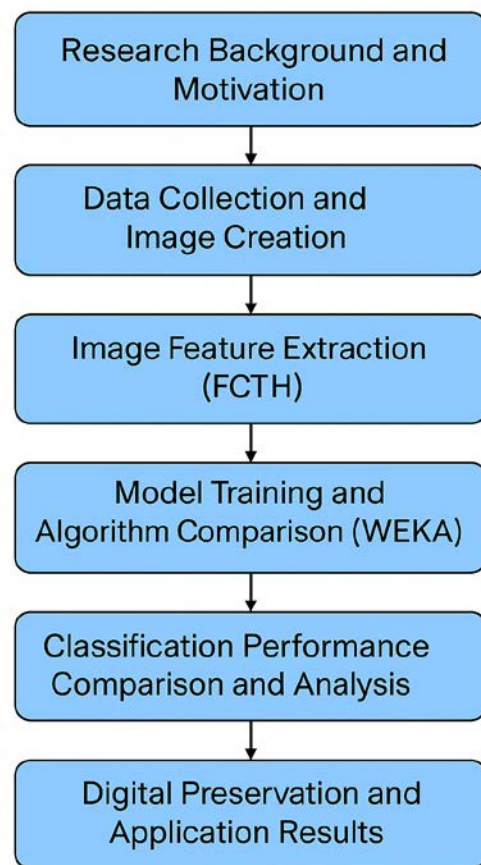 Research Background and
Motivation
Data Collection and
Image Creation
Image Feature Extraction
(FCTH)
Model Training and
Algorithm Comparison (WEKA)
Classification Performance
Comparison and Analysis
Digital Preservation and
Application Results